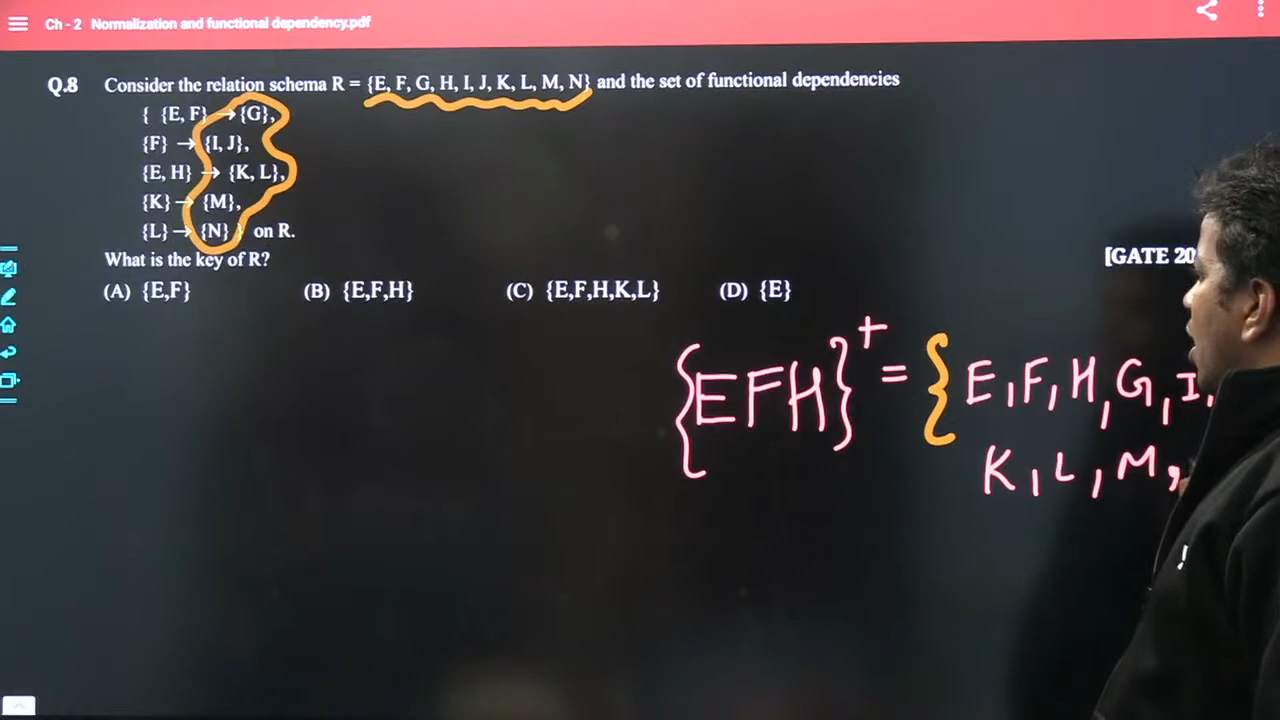 Ch - 2 Normalization and functional dependency.pdf
Q.8 Consider the relation schema R = {E, F, G, H, I, J, K, L, M, N} and the set of functional dependencies
{ {E, F} → {G},
{F} → {I, J},
{E, H} → {K, L},
{K} → {M},
{L} → {N} } on R.
What is the key of R?
[GATE 20
(A) {E,F} (B) {E,F,H} (C) {E,F,H,K,L} (D) {E}
{EFH}⁺ = { E, F, H, G, I,
K, L, M,